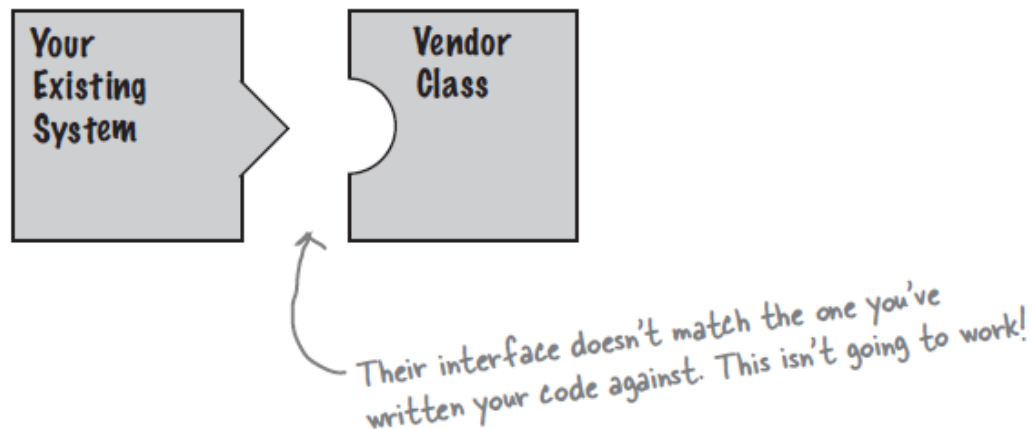 Your
Existing
System
Vendor
Class
Their interface doesn't match the one you've
written your code against. This isn't going to work!